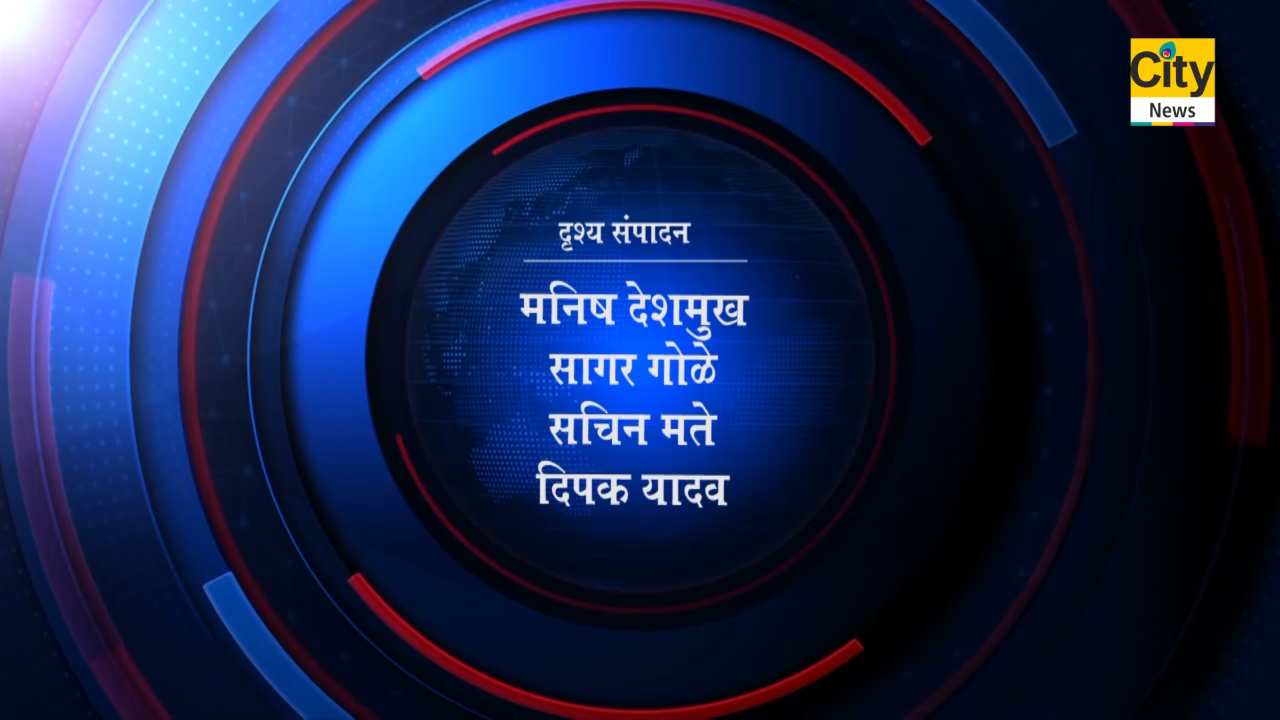 City
News
दृश्य संपादन
मनिष देशमुख
सागर गोळे
सचिन मते
दिपक यादव